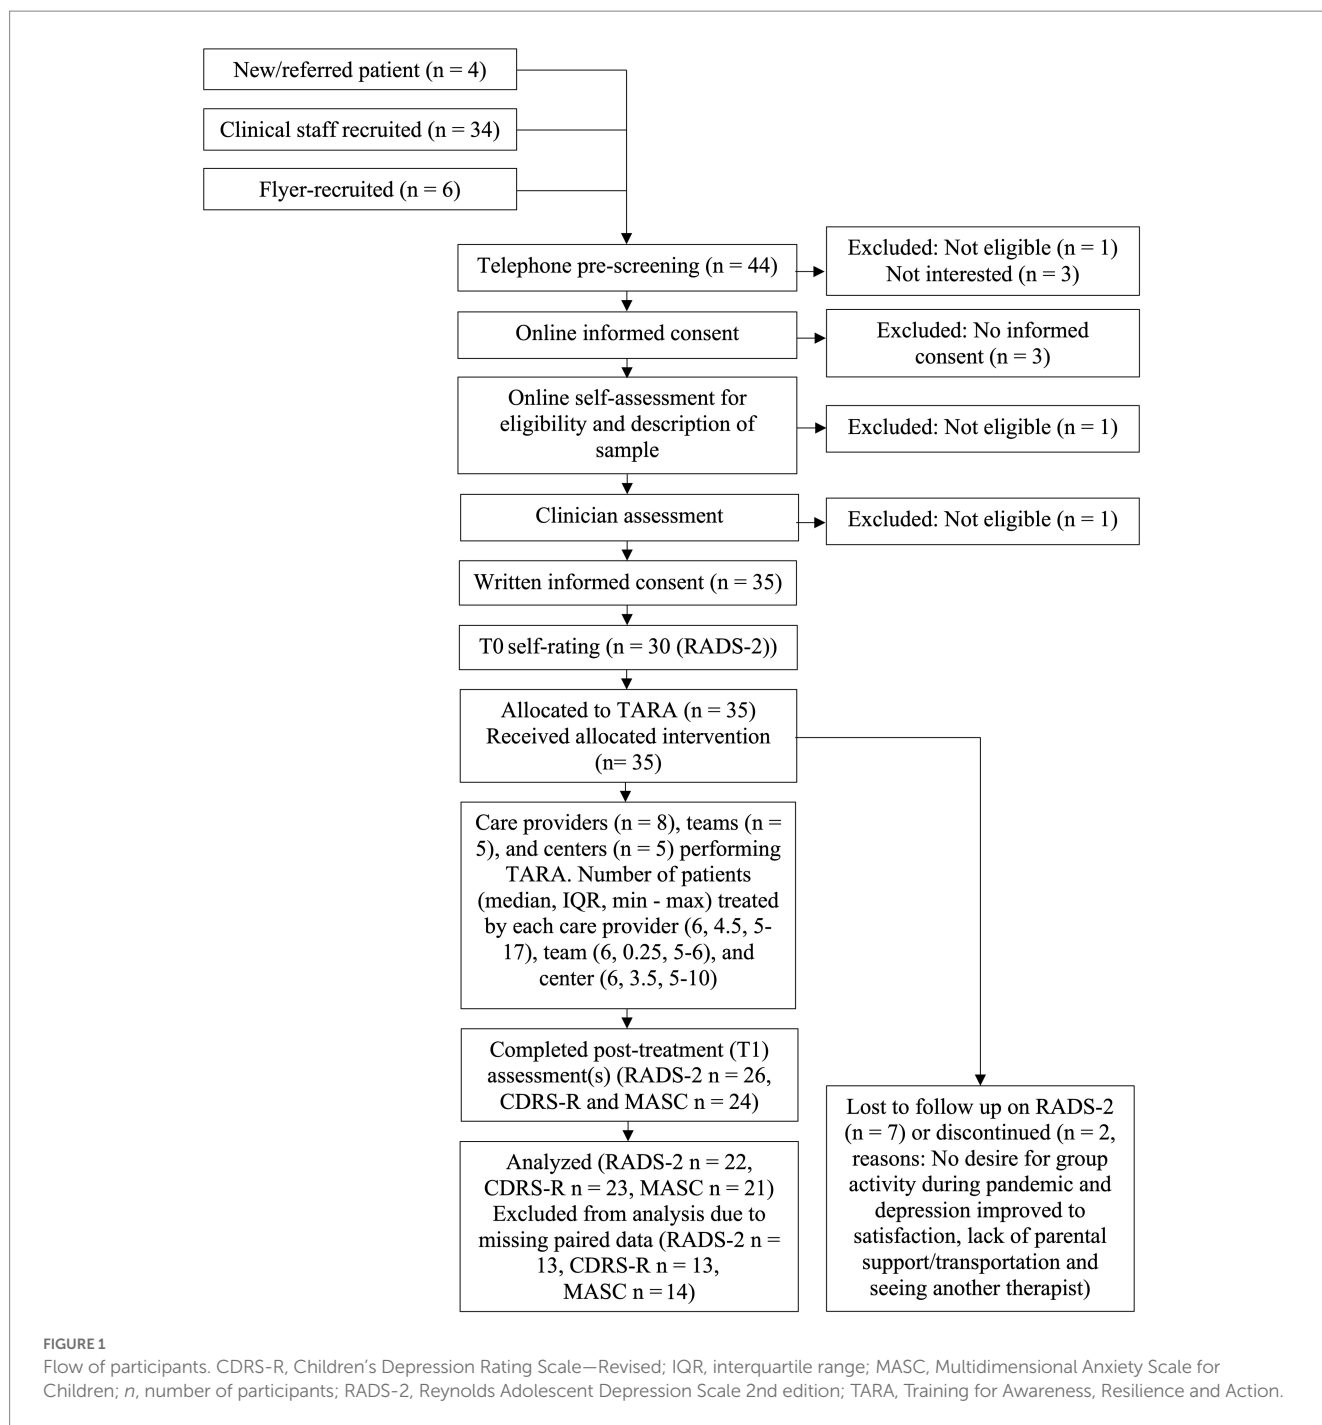 New/referred patient (n = 4)
Clinical staff recruited (n = 34)
Flyer-recruited (n = 6)
Telephone pre-screening (n = 44)
Excluded: Not eligible (n = 1)
Not interested (n = 3)
Online informed consent
Excluded: No informed
consent (n = 3)
Online self-assessment for
eligibility and description of
sample
Excluded: Not eligible (n = 1)
Clinician assessment
Excluded: Not eligible (n = 1)
Written informed consent (n = 35)
T0 self-rating (n = 30 (RADS-2))
Allocated to TARA (n = 35)
Received allocated intervention
(n= 35)
Care providers (n = 8), teams (n =
5), and centers (n = 5) performing
TARA. Number of patients
(median, IQR, min - max) treated
by each care provider (6, 4.5, 5-
17), team (6, 0.25, 5-6), and
center (6, 3.5, 5-10)
Completed post-treatment (T1)
assessment(s) (RADS-2 n = 26,
CDRS-R and MASC n = 24)
Lost to follow up on RADS-2
(n = 7) or discontinued (n = 2,
reasons: No desire for group
activity during pandemic and
depression improved to
satisfaction, lack of parental
support/transportation and
seeing another therapist)
Analyzed (RADS-2 n = 22,
CDRS-R n = 23, MASC n = 21)
Excluded from analysis due to
missing paired data (RADS-2 n =
13, CDRS-R n = 13,
MASC n = 14)
FIGURE 1
Flow of participants. CDRS-R, Children's Depression Rating Scale—Revised; IQR, interquartile range; MASC, Multidimensional Anxiety Scale for
Children; n, number of participants; RADS-2, Reynolds Adolescent Depression Scale 2nd edition; TARA, Training for Awareness, Resilience and Action.